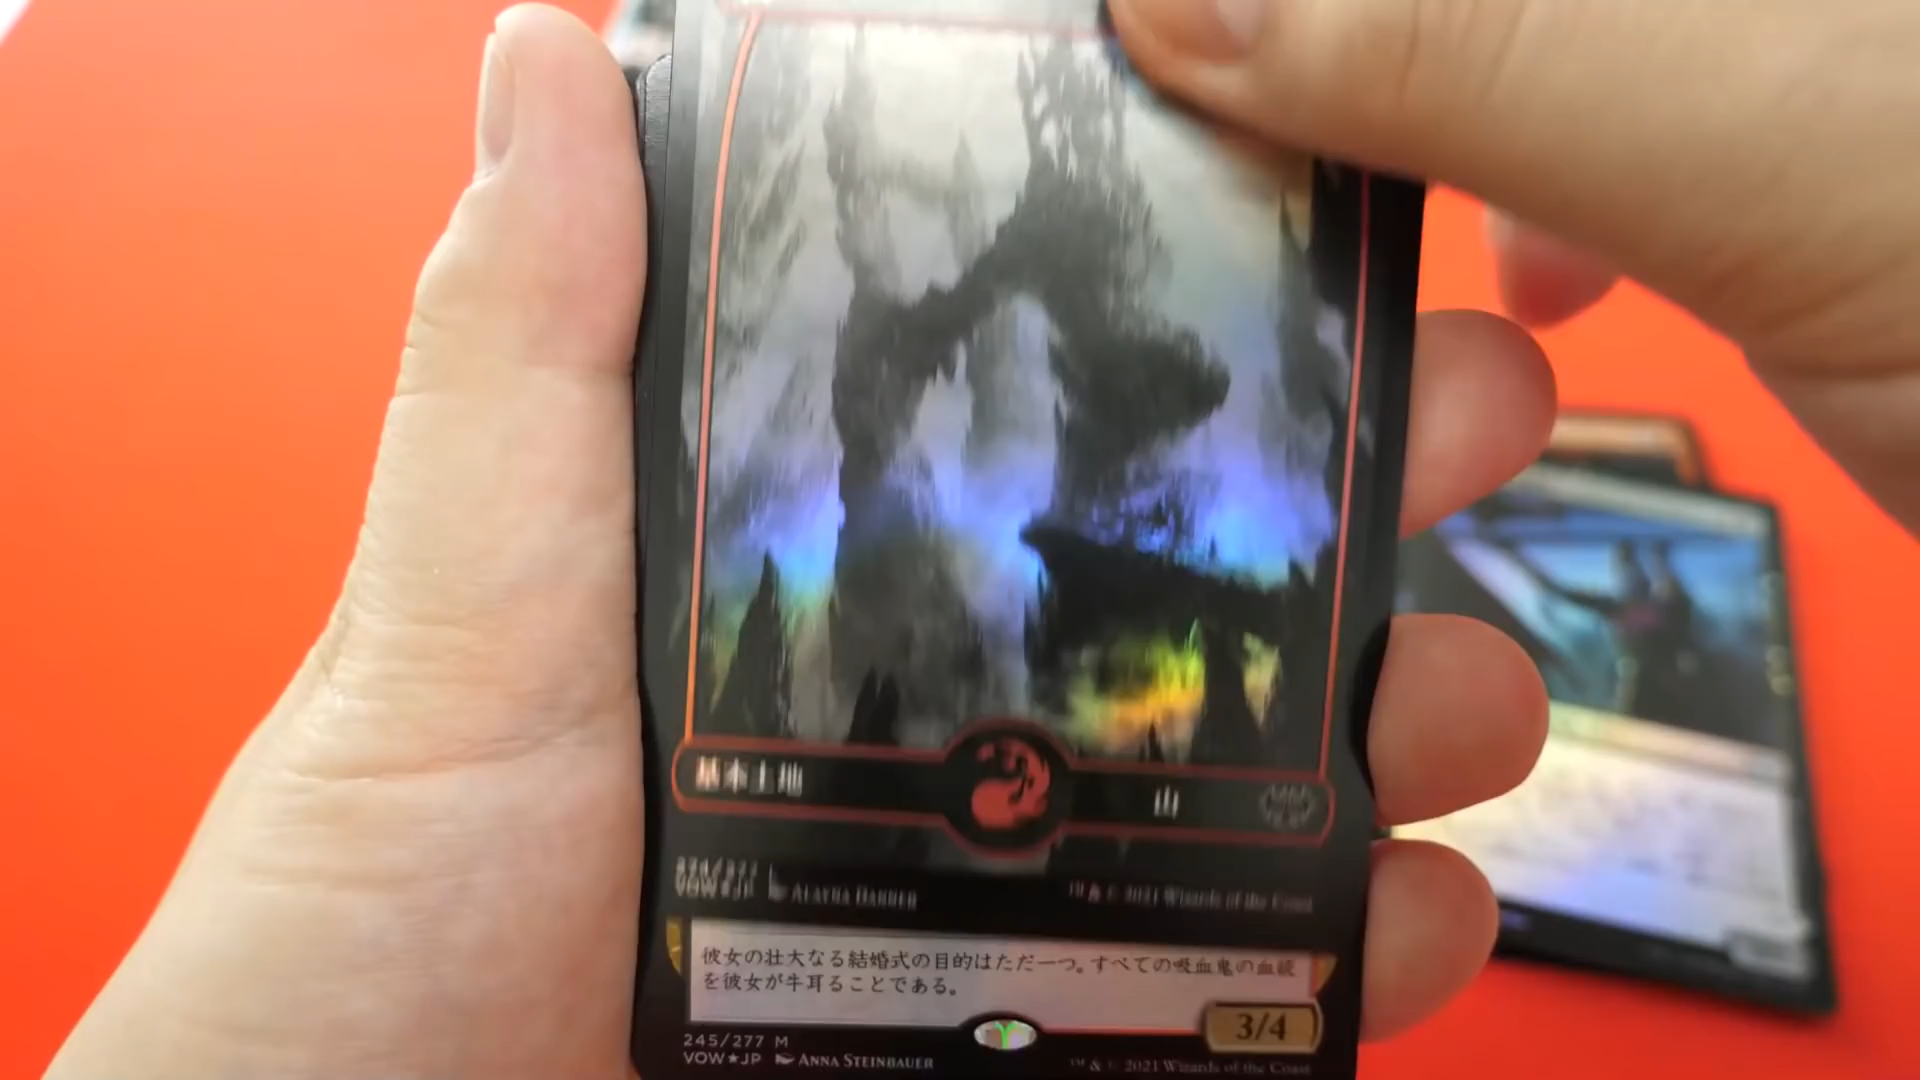 基本土地
山
VOW★JP ALAYNA DANNER
™ & © 2021 Wizards of the Coast
彼女の壮大なる結婚式の目的はただ一つ。すべての吸血鬼の血統
を彼女が牛耳ることである。
3/4
245/277 M
VOW★JP ANNA STEINBAUER
™ & © 2021 Wizards of the Coast